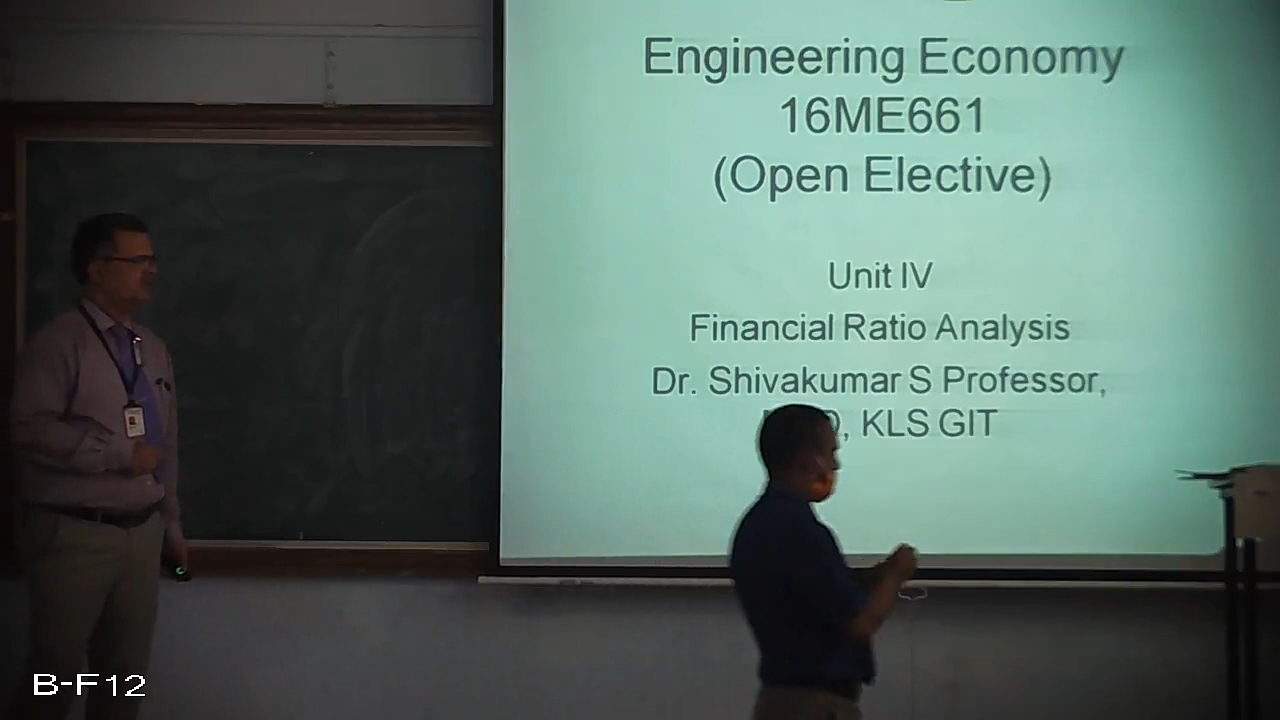 Engineering Economy
16ME661
(Open Elective)
Unit IV
Financial Ratio Analysis
Dr. Shivakumar S Professor,
KLS GIT
B-F12